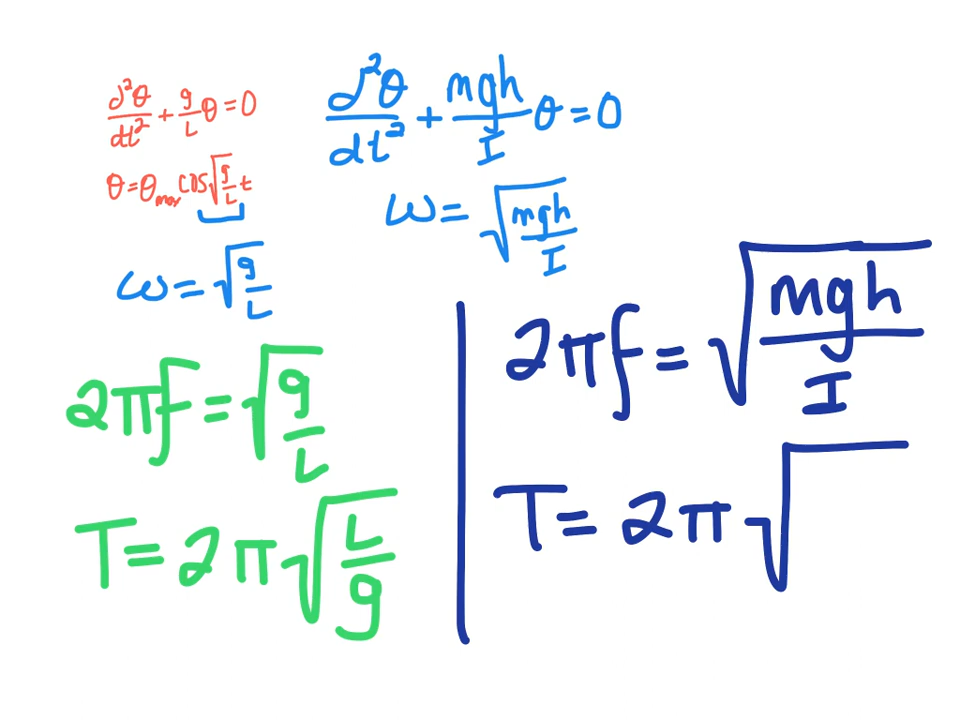 d²θ/dt² + g/L θ = 0
θ = θmax cos √(g/L) t
ω = √(g/L)
d²θ/dt² + mgh/I θ = 0
ω = √(mgh/I)
2πf = √(g/L)
T = 2π √(L/g)
2πf = √(mgh/I)
T = 2π √